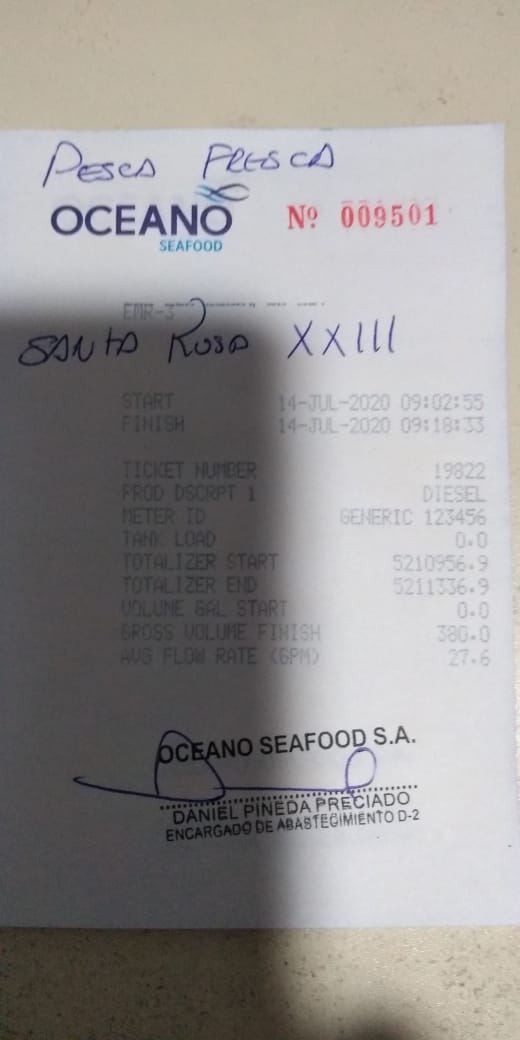 PESCA FRESCA
OCEANO
SEAFOOD
Nº 009501
EMR-3
SANTA ROSA XXIII
START 14-JUL-2020 09:02:55
FINISH 14-JUL-2020 09:18:33
TICKET NUMBER 19822
PROD DSCRPT 1 DIESEL
METER ID GENERIC 123456
TANK LOAD 0.0
TOTALIZER START 5210956.9
TOTALIZER END 5211336.9
VOLUME GAL START 0.0
GROSS VOLUME FINISH 380.0
AVG FLOW RATE (GPM) 27.6
OCEANO SEAFOOD S.A.
DANIEL PINEDA PRECIADO
ENCARGADO DE ABASTECIMIENTO D-2